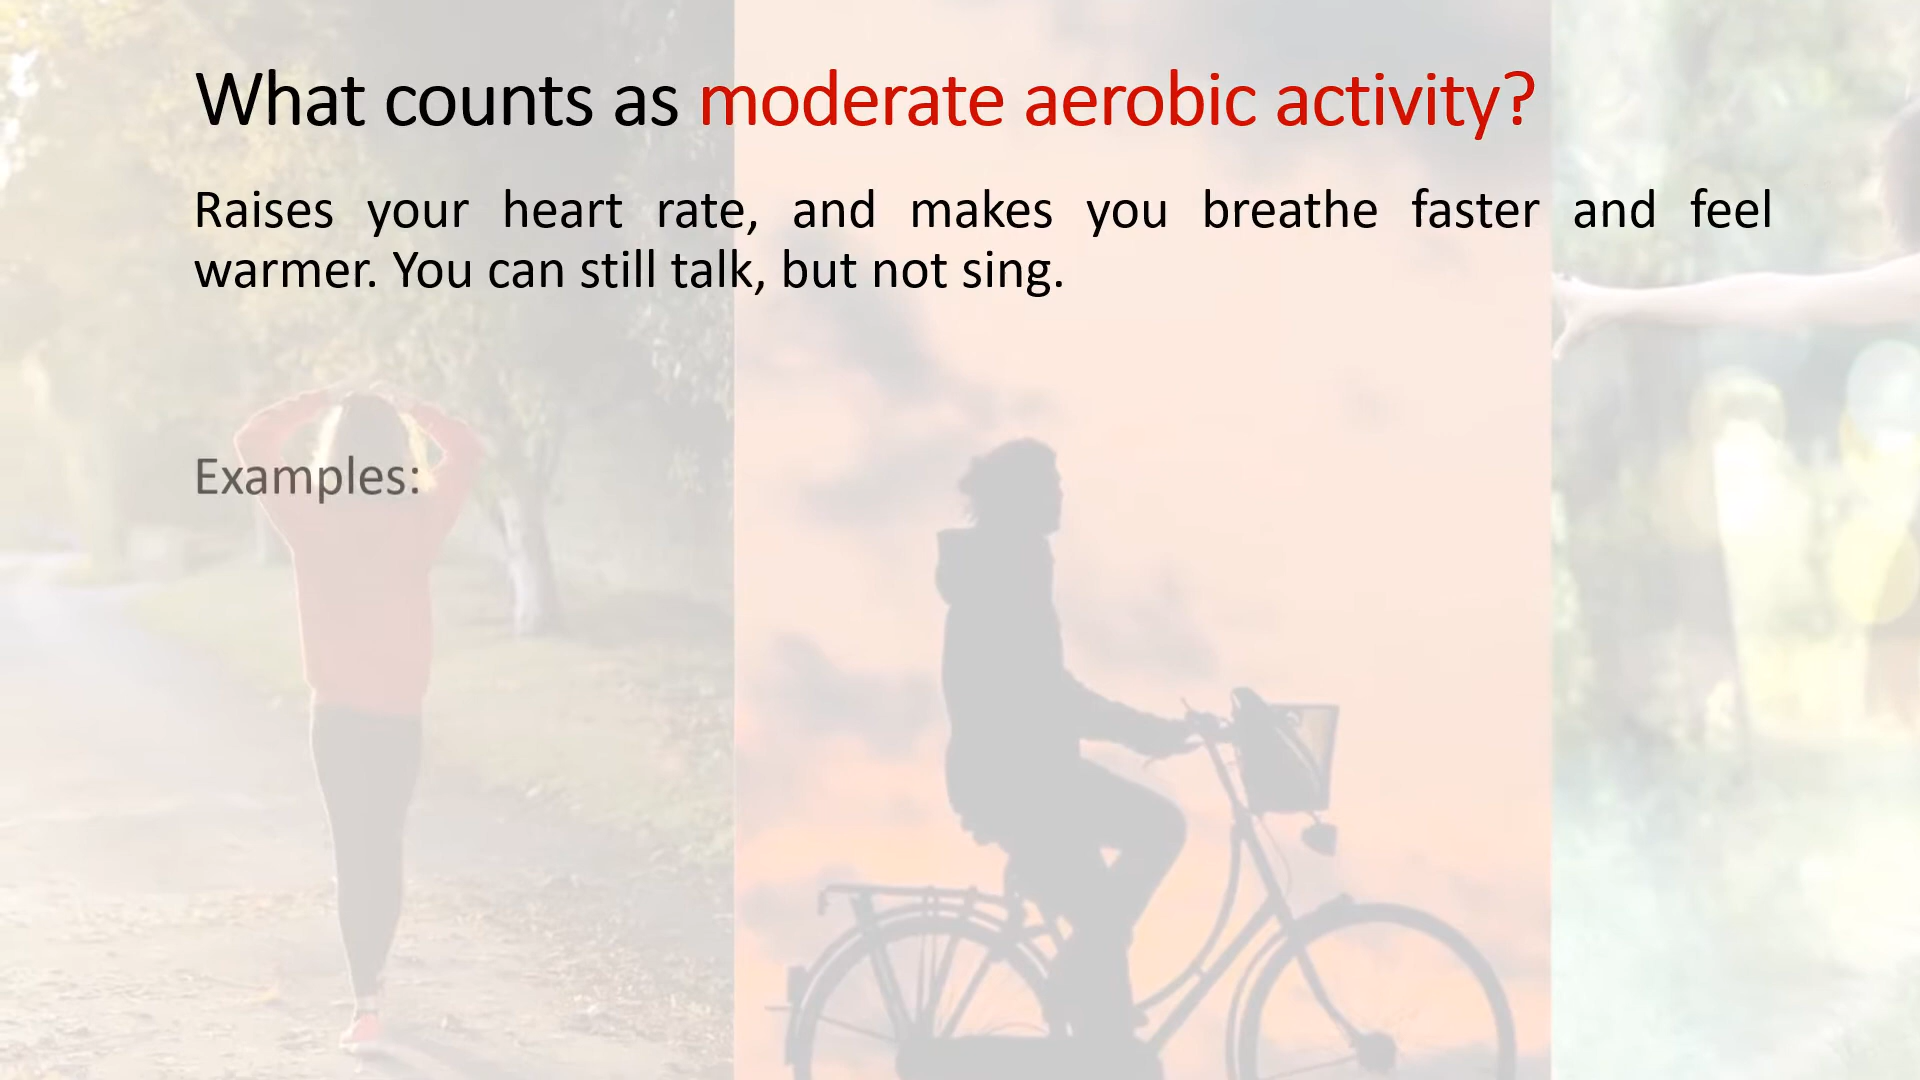 What counts as moderate aerobic activity?
Raises your heart rate, and makes you breathe faster and feel
warmer. You can still talk, but not sing.
Examples: